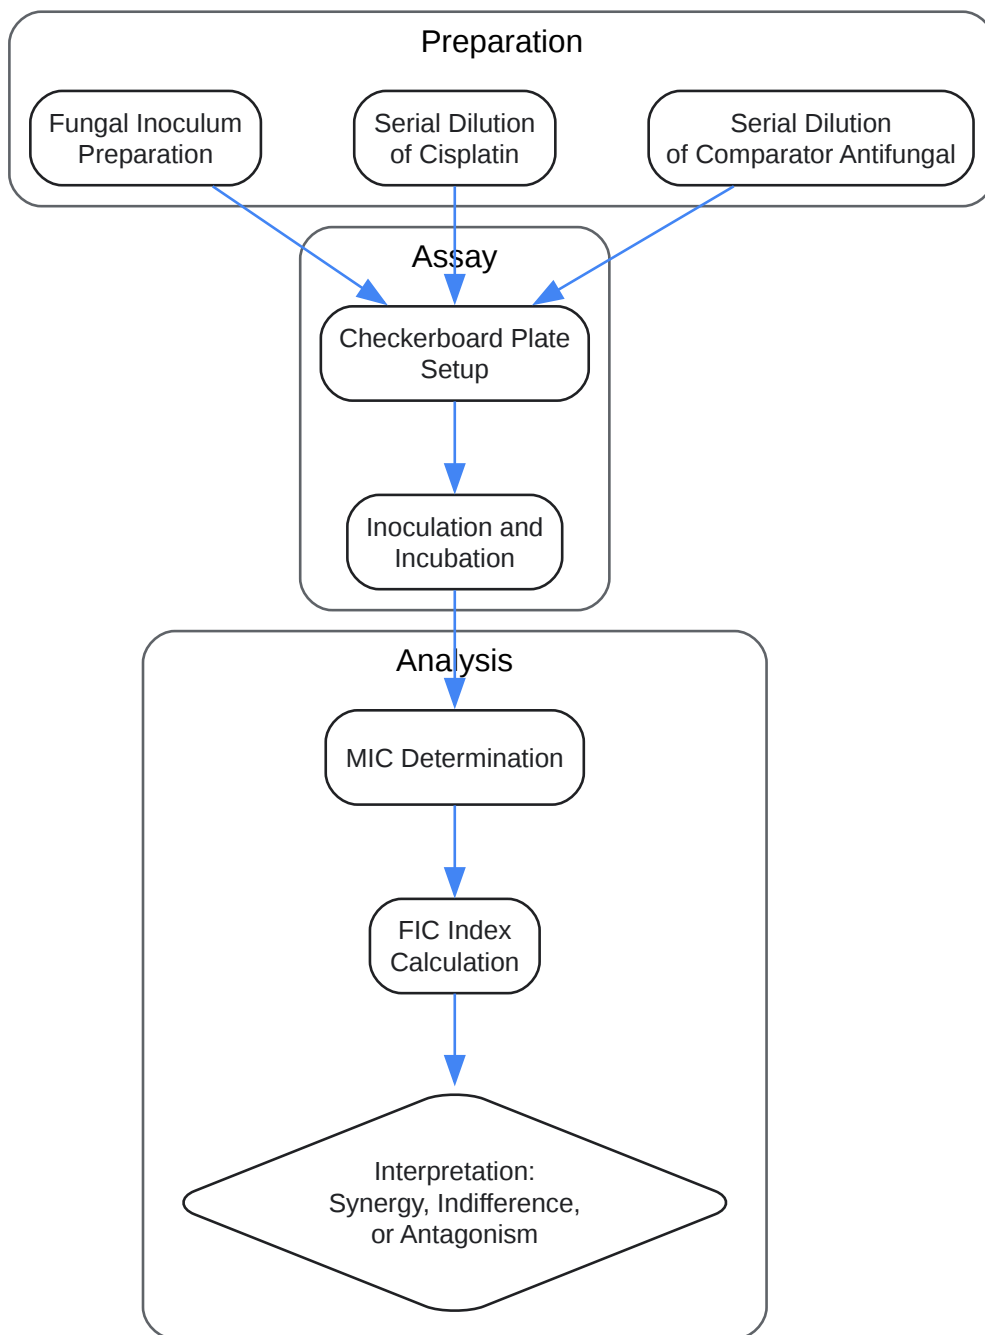 Preparation
Fungal Inoculum
Preparation
Serial Dilution
of Cisplatin
Serial Dilution
of Comparator Antifungal
Assay
Checkerboard Plate
Setup
Inoculation and
Incubation
Analysis
MIC Determination
FIC Index
Calculation
Interpretation:
Synergy, Indifference,
or Antagonism